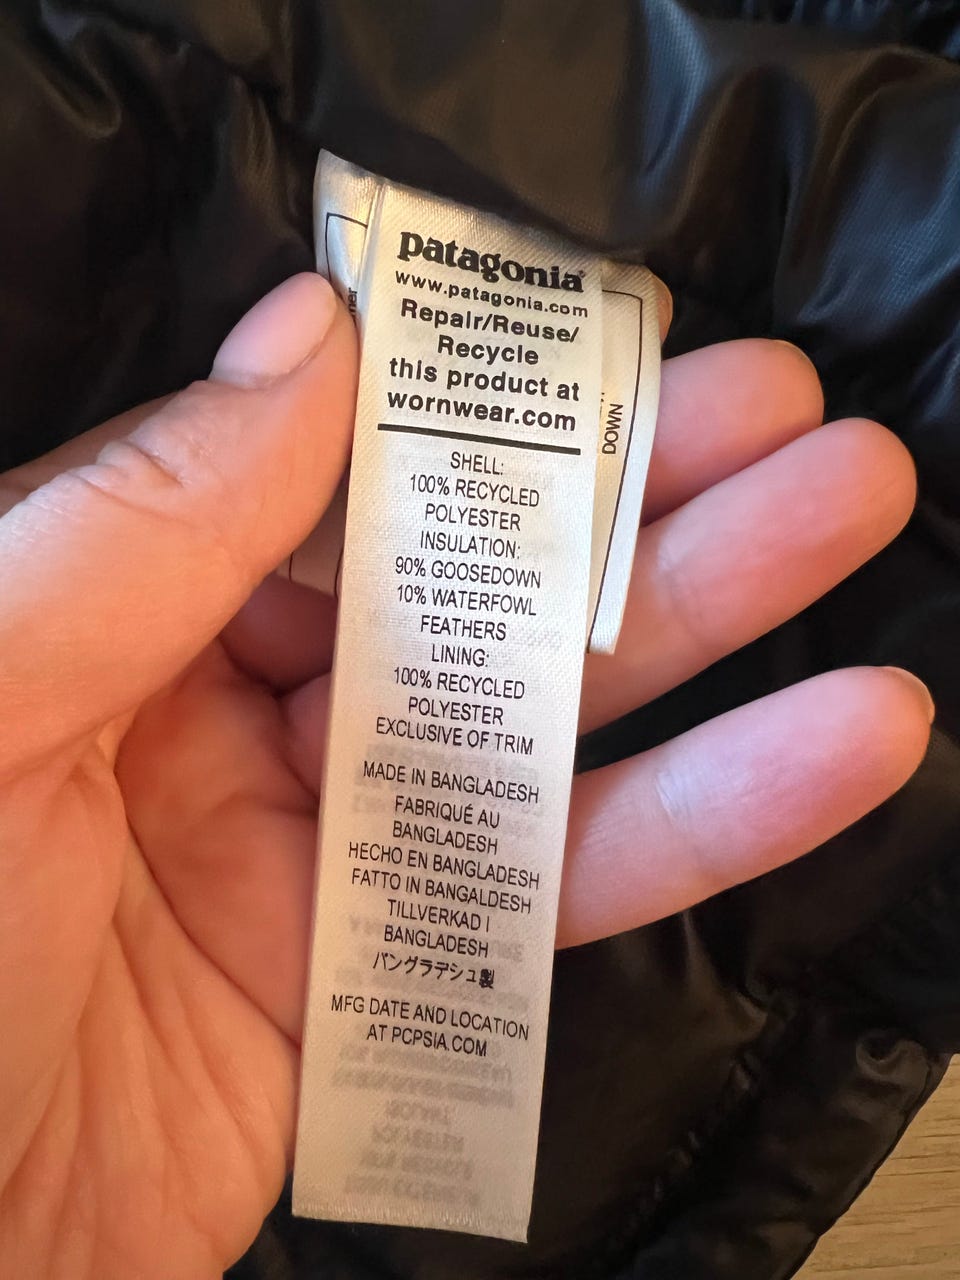 patagonia®
www.patagonia.com
Repair/Reuse/
Recycle
this product at
wornwear.com
SHELL:
100% RECYCLED
POLYESTER
INSULATION:
90% GOOSEDOWN
10% WATERFOWL
FEATHERS
LINING:
100% RECYCLED
POLYESTER
EXCLUSIVE OF TRIM
MADE IN BANGLADESH
FABRIQUÉ AU
BANGLADESH
HECHO EN BANGLADESH
FATTO IN BANGALDESH
TILLVERKAD I
BANGLADESH
バングラデシュ製
MFG DATE AND LOCATION
AT PCPSIA.COM
DOWN